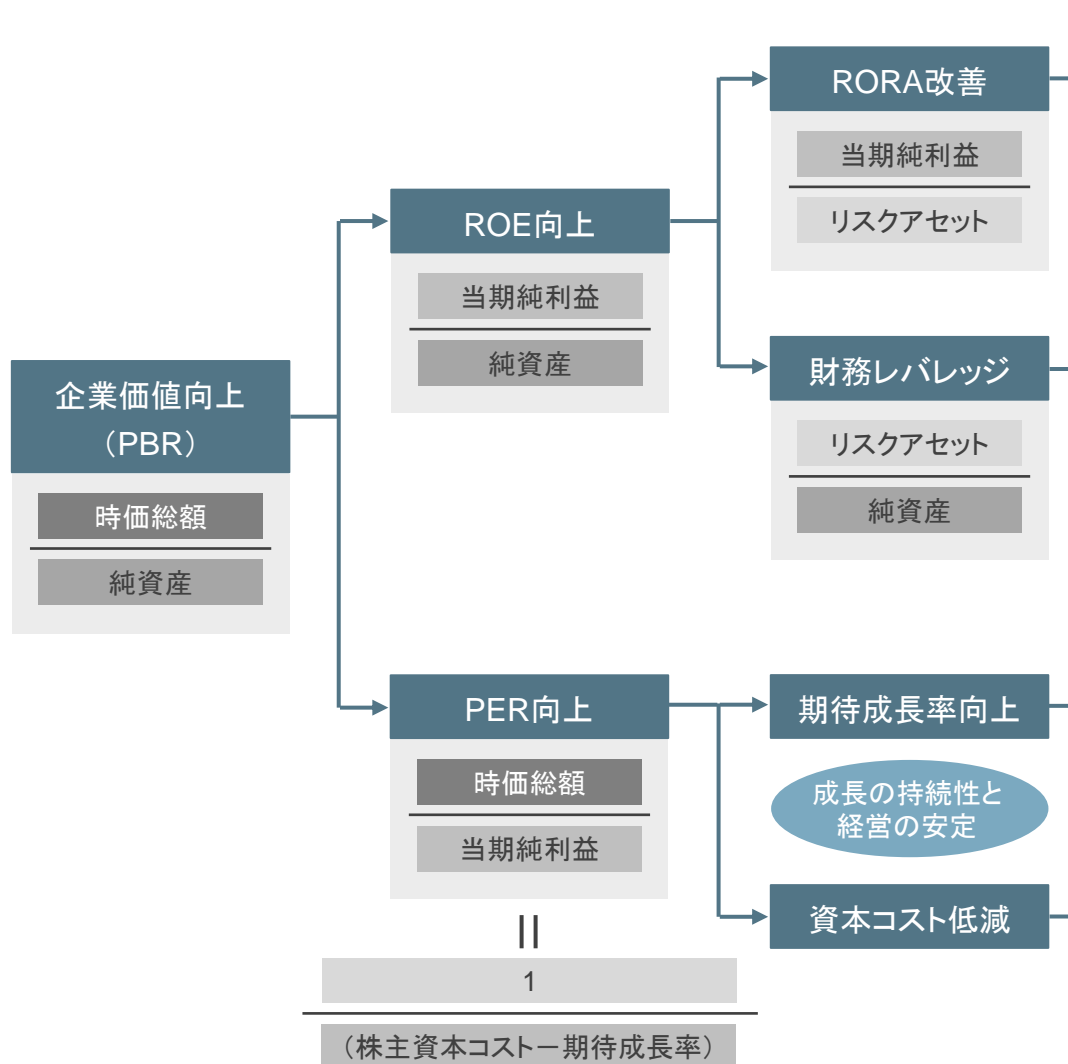 企業価値向上
（PBR）
時価総額
純資産
ROE向上
当期純利益
純資産
RORA改善
当期純利益
リスクアセット
財務レバレッジ
リスクアセット
純資産
PER向上
時価総額
当期純利益
||
1
（株主資本コストー期待成長率）
期待成長率向上
成長の持続性と
経営の安定
資本コスト低減